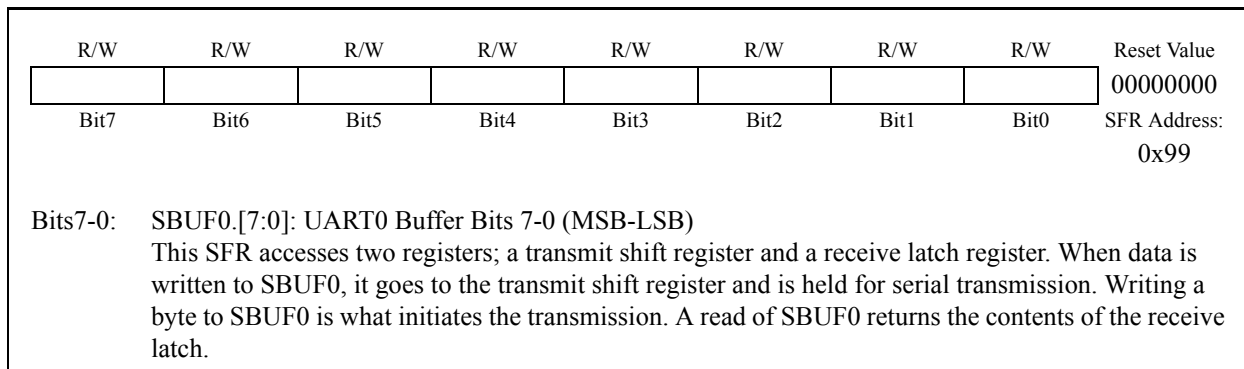 R/W R/W R/W R/W R/W R/W R/W R/W Reset Value
00000000
Bit7 Bit6 Bit5 Bit4 Bit3 Bit2 Bit1 Bit0 SFR Address:
0x99
Bits7-0: SBUF0.[7:0]: UART0 Buffer Bits 7-0 (MSB-LSB)
This SFR accesses two registers; a transmit shift register and a receive latch register. When data is
written to SBUF0, it goes to the transmit shift register and is held for serial transmission. Writing a
byte to SBUF0 is what initiates the transmission. A read of SBUF0 returns the contents of the receive
latch.